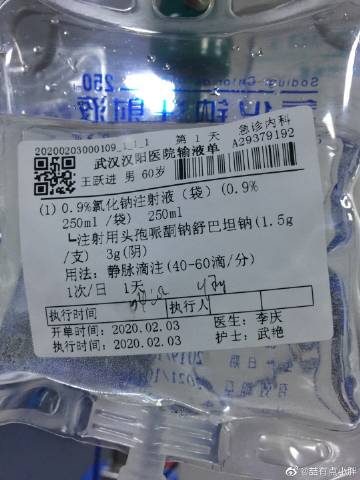 Sodium Chlor
250
20200203000109_1_1_1 第 1 天 急诊内科
武汉汉阳医院输液单 A29379192
王跃进 男 60岁
(1) 0.9%氯化钠注射液（袋）(0.9%
250ml /袋) 250ml
┗注射用头孢哌酮钠舒巴坦钠(1.5g
/支) 3g(阴)
用法: 静脉滴注(40-60滴/分)
1次/日 1天
执行时间 执行人
开单时间: 2020.02.03 医生: 李庆
执行时间: 2020.02.03 护士: 武艳
@喆有点小胖